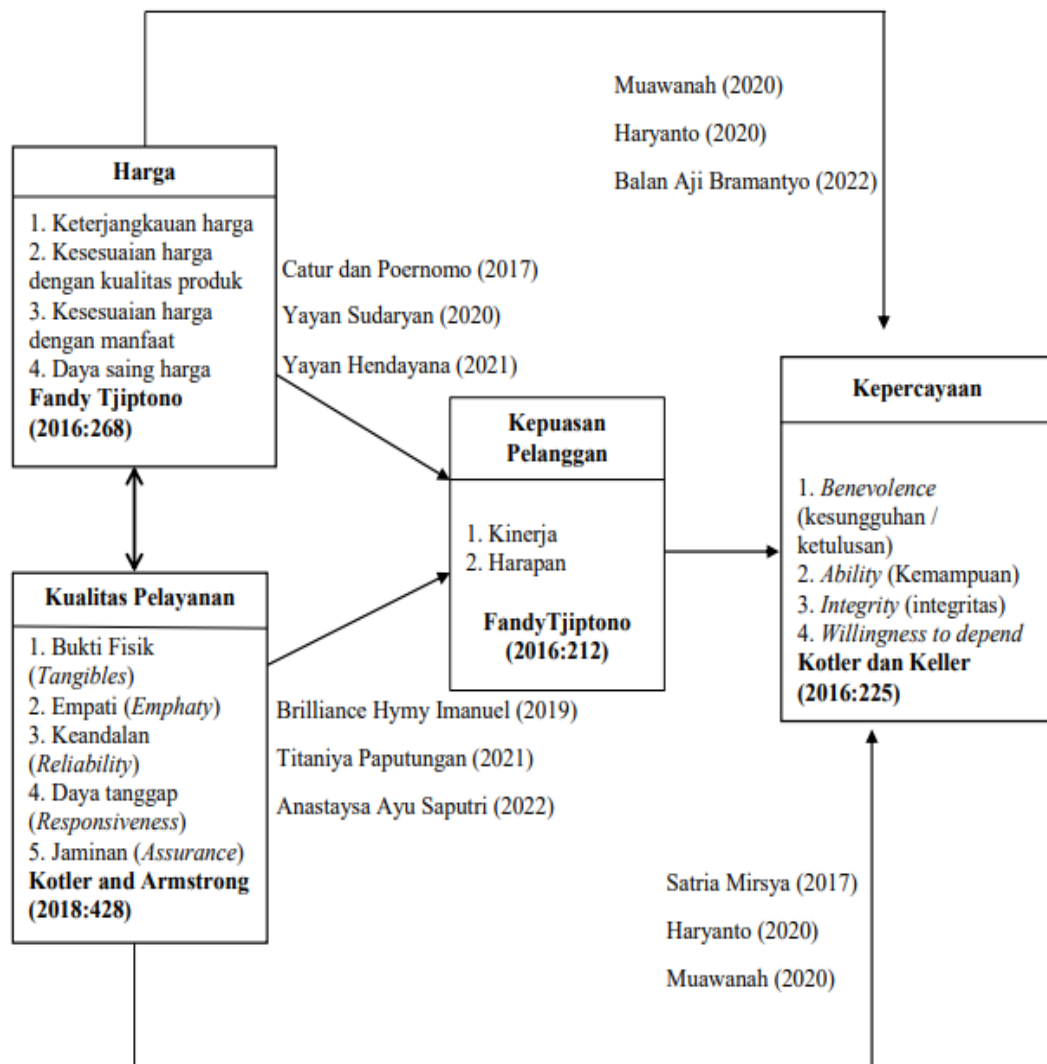 Muawanah (2020)
Haryanto (2020)
Balan Aji Bramantyo (2022)
Harga
1. Keterjangkauan harga
2. Kesesuaian harga
dengan kualitas produk
3. Kesesuaian harga
dengan manfaat
4. Daya saing harga
Fandy Tjiptono
(2016:268)
Catur dan Poernomo (2017)
Yayan Sudaryan (2020)
Yayan Hendayana (2021)
Kepuasan
Pelanggan
1. Kinerja
2. Harapan
FandyTjiptono
(2016:212)
Kepercayaan
1. Benevolence
(kesungguhan /
ketulusan)
2. Ability (Kemampuan)
3. Integrity (integritas)
4. Willingness to depend
Kotler dan Keller
(2016:225)
Kualitas Pelayanan
1. Bukti Fisik
(Tangibles)
2. Empati (Emphaty)
3. Keandalan
(Reliability)
4. Daya tanggap
(Responsiveness)
5. Jaminan (Assurance)
Kotler and Armstrong
(2018:428)
Brilliance Hymy Imanuel (2019)
Titaniya Paputungan (2021)
Anastaysa Ayu Saputri (2022)
Satria Mirsya (2017)
Haryanto (2020)
Muawanah (2020)